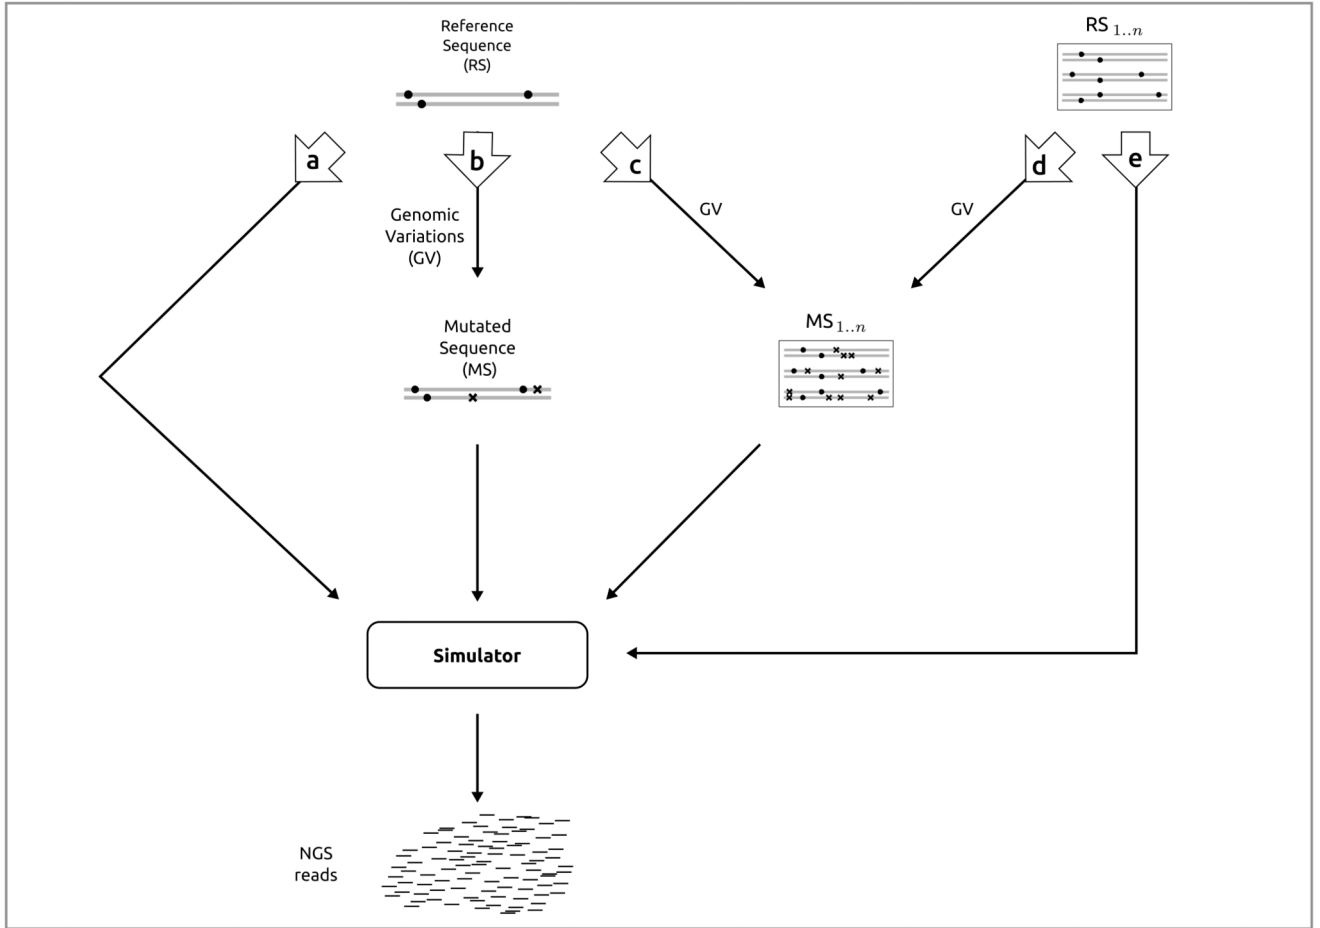 Reference
Sequence
(RS)
RS 1..n
a
b
c
d
e
Genomic
Variations
(GV)
GV
GV
Mutated
Sequence
(MS)
MS 1..n
Simulator
NGS
reads